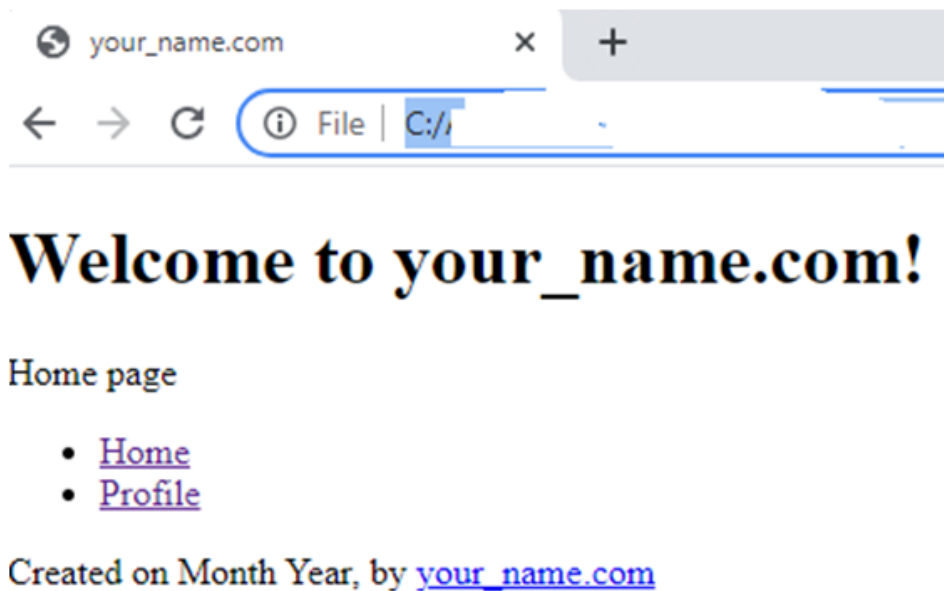 your_name.com
File | C://
Welcome to your_name.com!
Home page
Home
Profile
Created on Month Year, by your_name.com